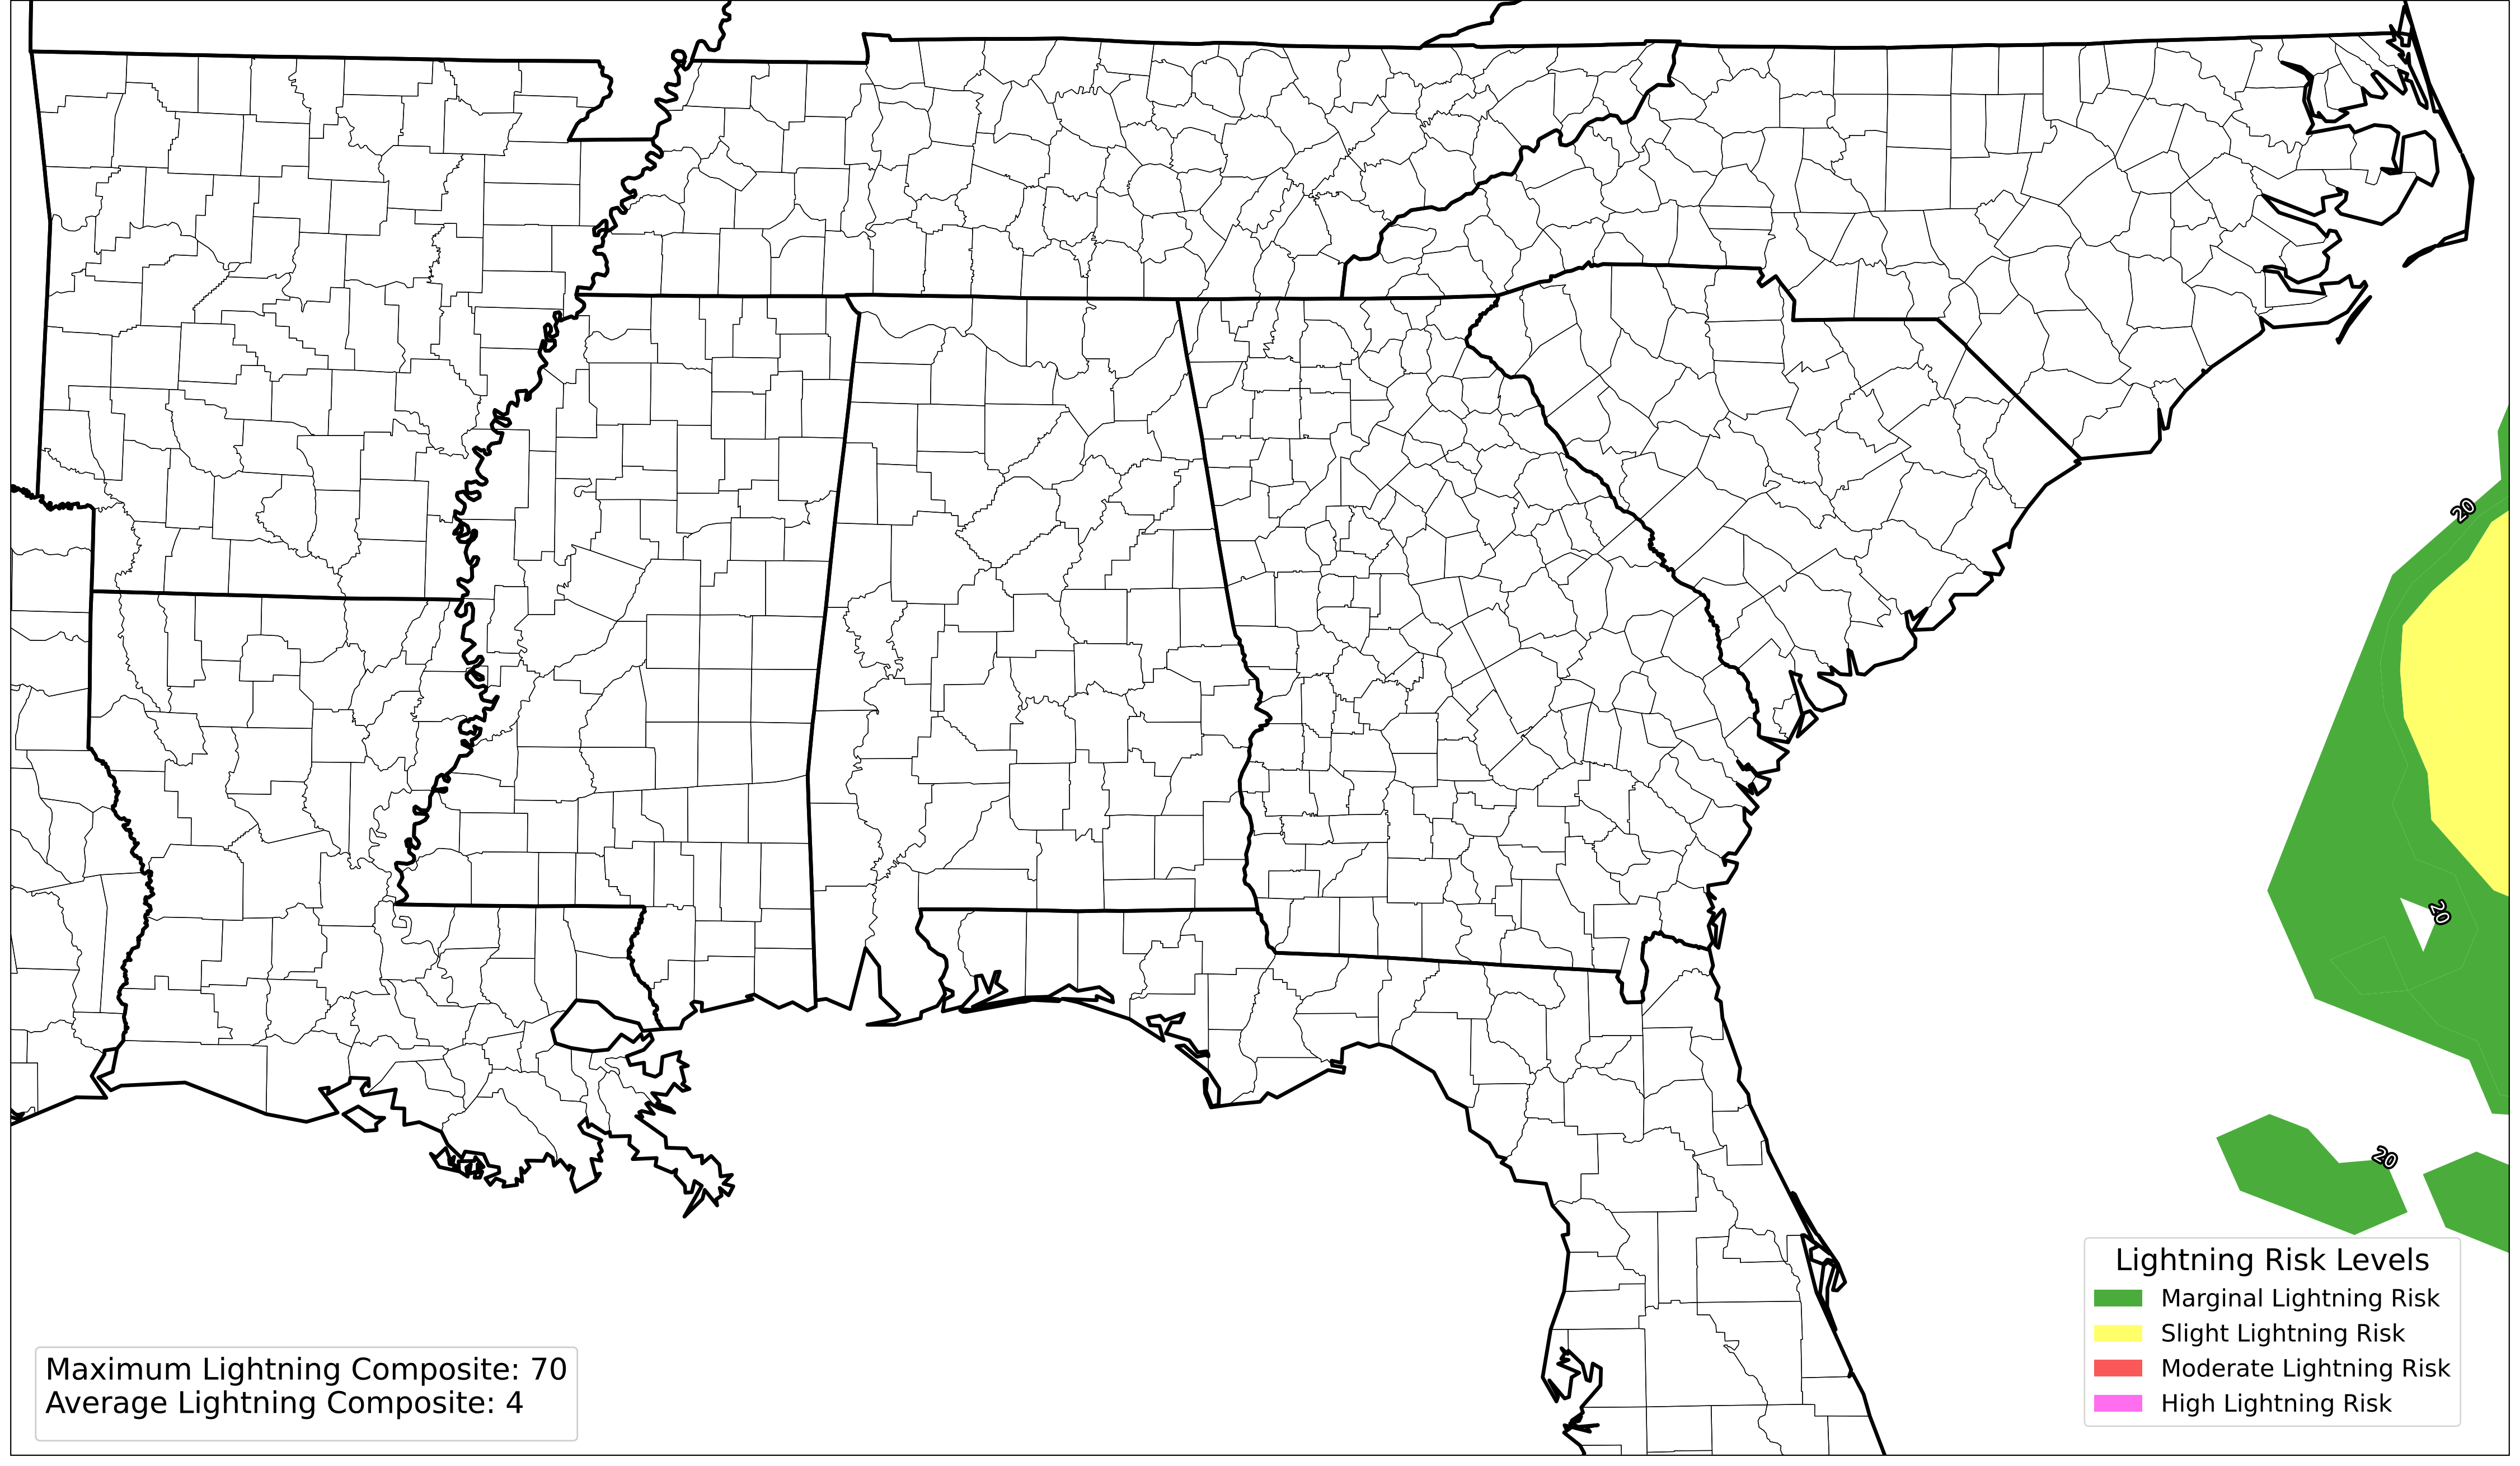 20
20
20
Lightning Risk Levels
Marginal Lightning Risk
Slight Lightning Risk
Moderate Lightning Risk
High Lightning Risk
Maximum Lightning Composite: 70
Average Lightning Composite: 4